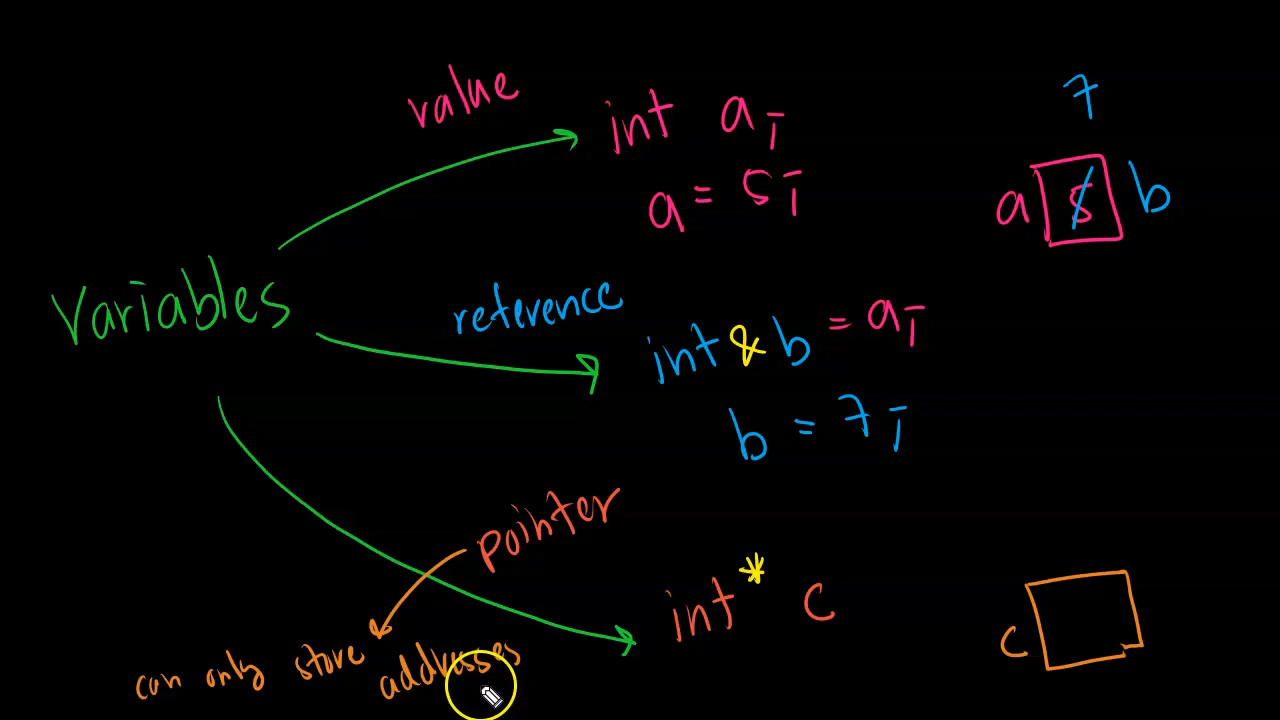 value
int a;
a = 5;
7
a 5 b
Variables
reference
int & b = a;
b = 7;
pointer
int * c
can only store addresses
c